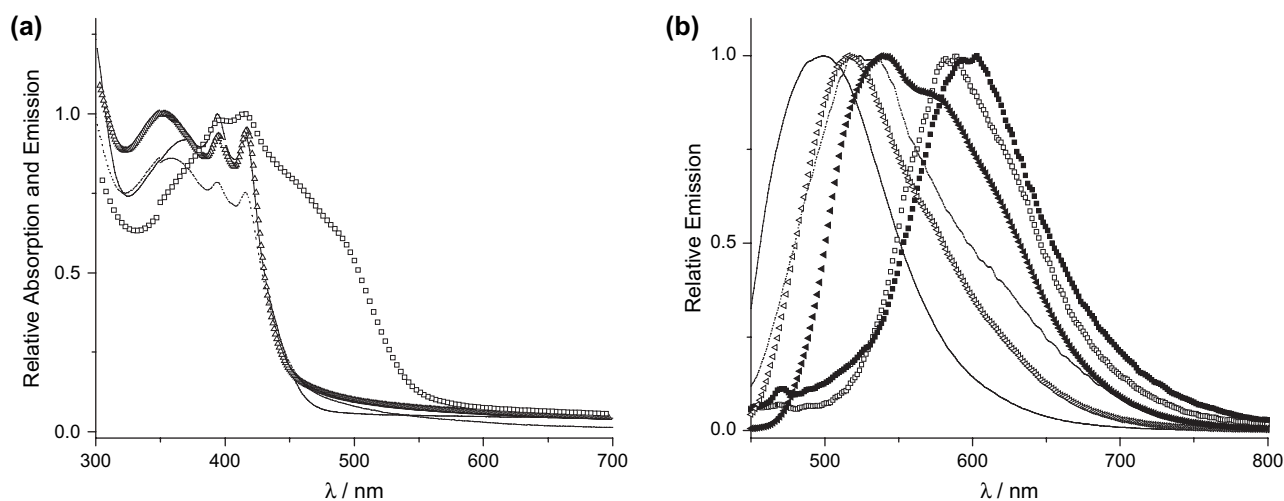 (a)
Relative Absorption and Emission
1.0
0.5
0.0
300
400
500
600
700
λ / nm
(b)
Relative Emission
1.0
0.5
0.0
500
600
700
800
λ / nm